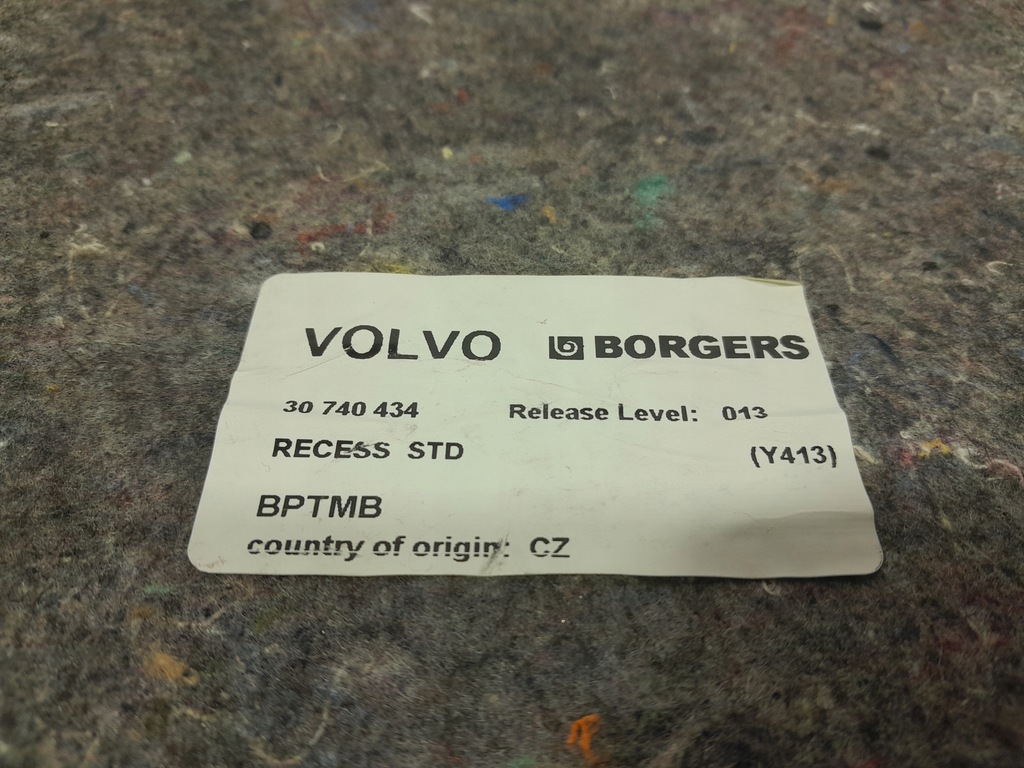 VOLVO BORGERS
30 740 434 Release Level: 013
RECESS STD (Y413)
BPTMB
country of origin: CZ